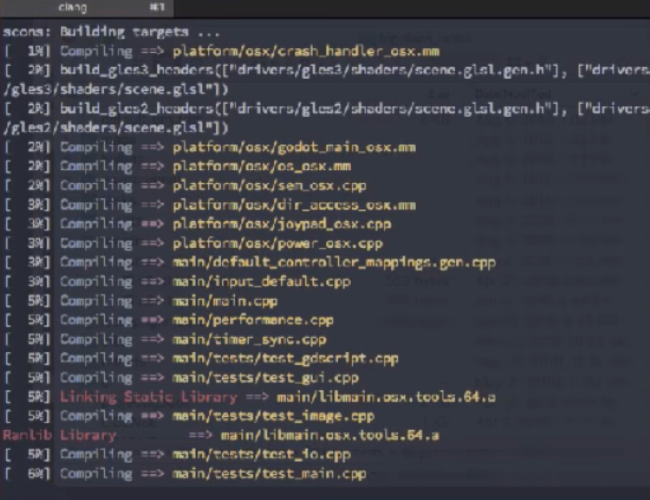 clang ⌘1
scons: Building targets ...
[  1%] Compiling ==> platform/osx/crash_handler_osx.mm
[  2%] build_gles3_headers(["drivers/gles3/shaders/scene.glsl.gen.h"], ["drivers
/gles3/shaders/scene.glsl"])
[  2%] build_gles2_headers(["drivers/gles2/shaders/scene.glsl.gen.h"], ["drivers
/gles2/shaders/scene.glsl"])
[  2%] Compiling ==> platform/osx/godot_main_osx.mm
[  2%] Compiling ==> platform/osx/os_osx.mm
[  2%] Compiling ==> platform/osx/sem_osx.cpp
[  3%] Compiling ==> platform/osx/dir_access_osx.mm
[  3%] Compiling ==> platform/osx/joypad_osx.cpp
[  3%] Compiling ==> platform/osx/power_osx.cpp
[  3%] Compiling ==> main/default_controller_mappings.gen.cpp
[  3%] Compiling ==> main/input_default.cpp
[  5%] Compiling ==> main/main.cpp
[  5%] Compiling ==> main/performance.cpp
[  5%] Compiling ==> main/timer_sync.cpp
[  5%] Compiling ==> main/tests/test_gdscript.cpp
[  5%] Compiling ==> main/tests/test_gui.cpp
[  5%] Linking Static Library ==> main/libmain.osx.tools.64.a
[  5%] Compiling ==> main/tests/test_image.cpp
Ranlib Library         ==> main/libmain.osx.tools.64.a
[  5%] Compiling ==> main/tests/test_io.cpp
[  6%] Compiling ==> main/tests/test_main.cpp